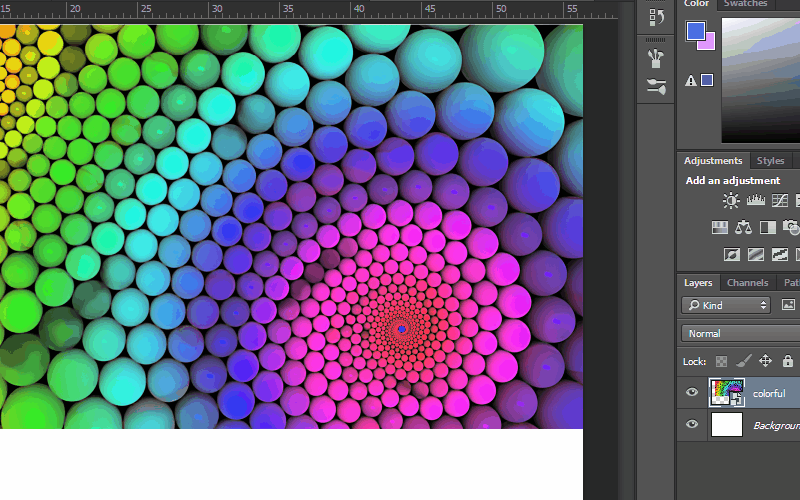 Color Swatches
15 20 25 30 35 40 45 50 55
Adjustments Styles
Add an adjustment
Layers Channels Pat
Kind
Normal
Lock:
colorful
Backgroun